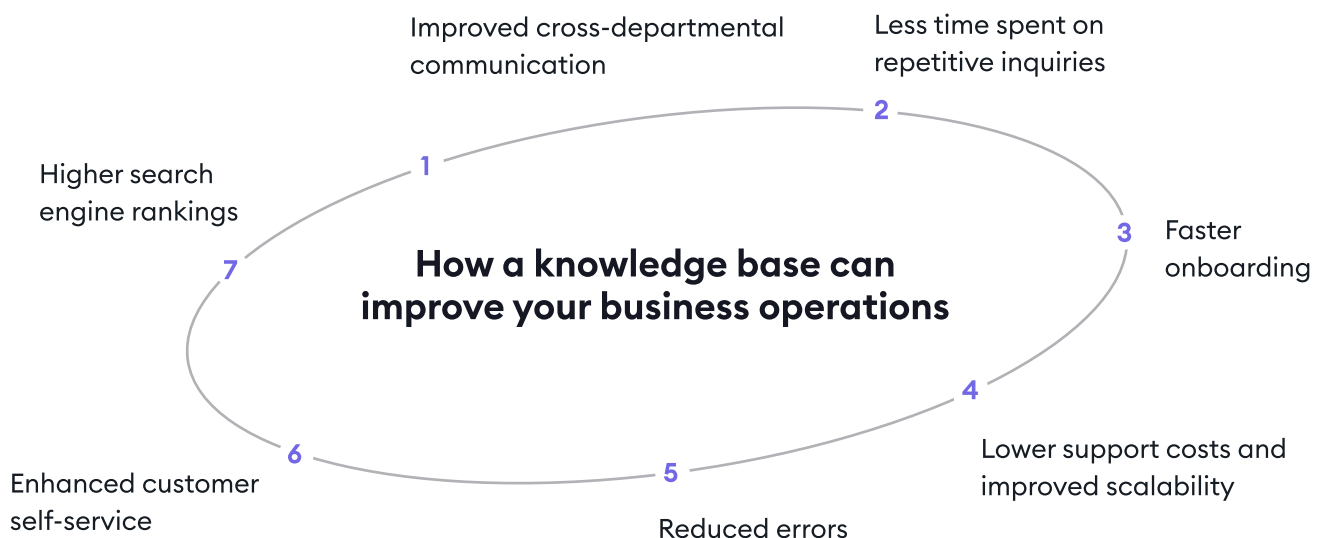 How a knowledge base can
improve your business operations
1
Improved cross-departmental
communication
2
Less time spent on
repetitive inquiries
3
Faster
onboarding
4
Lower support costs and
improved scalability
5
Reduced errors
6
Enhanced customer
self-service
7
Higher search
engine rankings